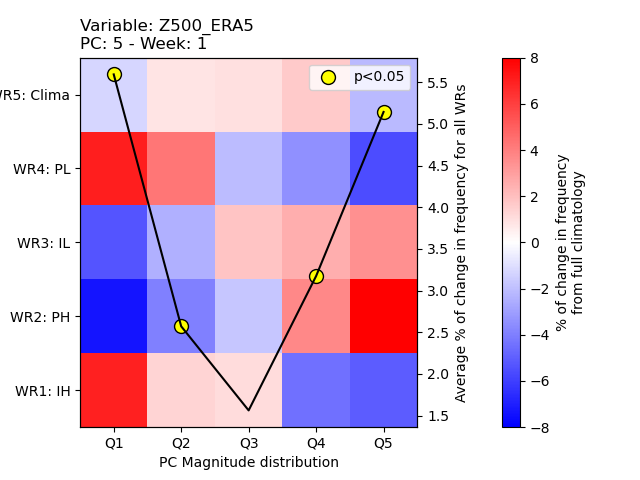 Variable: Z500_ERA5
PC: 5 - Week: 1
p<0.05
WR5: Clima
WR4: PL
WR3: IL
WR2: PH
WR1: IH
Q1 Q2 Q3 Q4 Q5
PC Magnitude distribution
5.5
5.0
4.5
4.0
3.5
3.0
2.5
2.0
1.5
Average % of change in frequency for all WRs
8
6
4
2
0
−2
−4
−6
−8
% of change in frequency
from full climatology